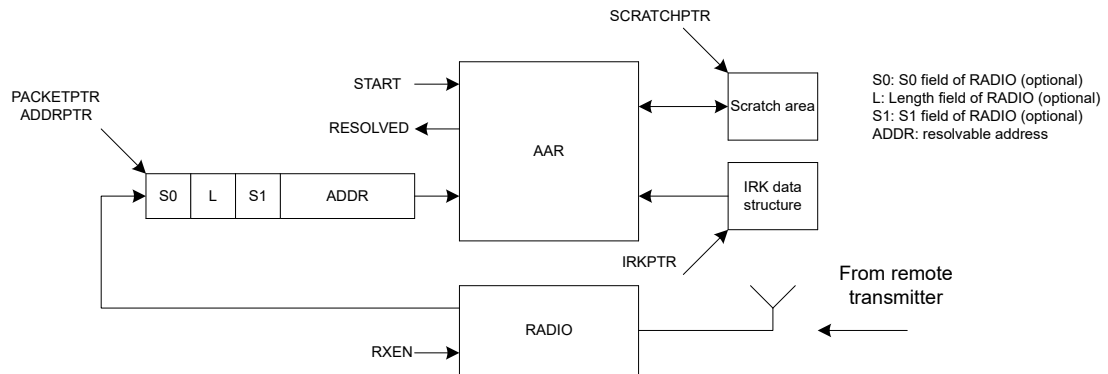 SCRATCHPTR
START
S0: S0 field of RADIO (optional)
L: Length field of RADIO (optional)
S1: S1 field of RADIO (optional)
ADDR: resolvable address
PACKETPTR
ADDRPTR
Scratch area
RESOLVED
AAR
S0
L
S1
ADDR
IRK data
structure
IRKPTR
From remote
transmitter
RADIO
RXEN